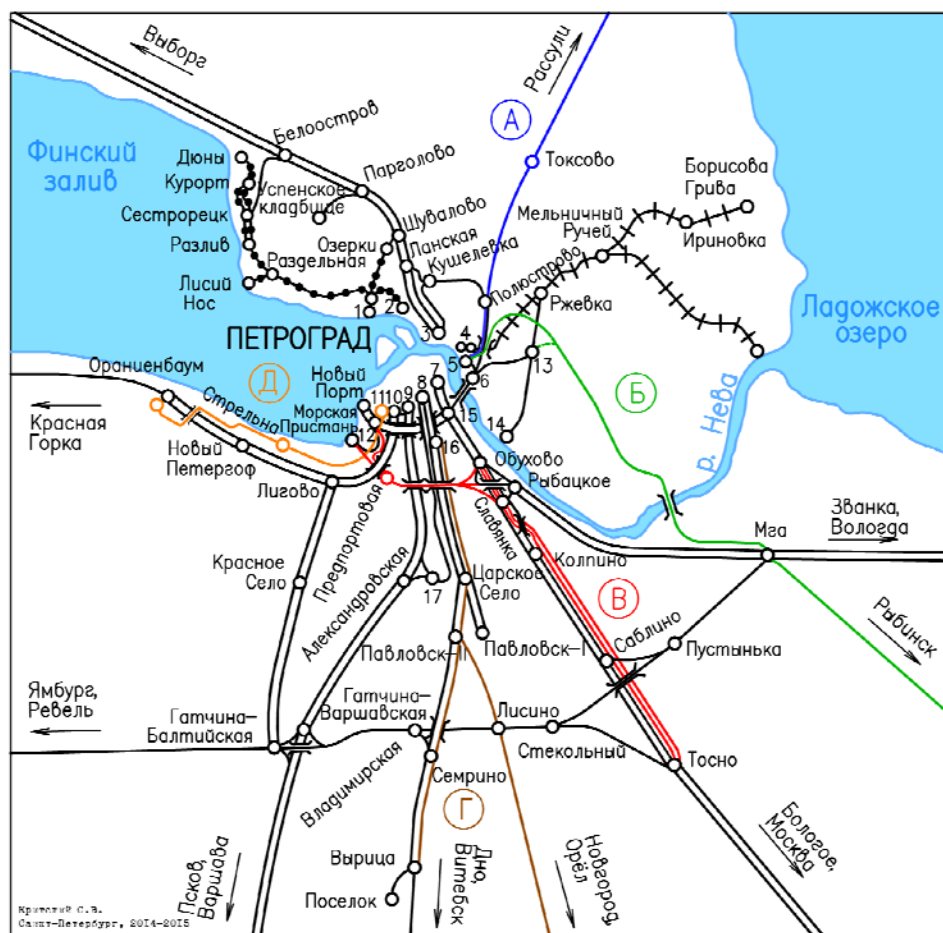 Выборг
Рассули
А
Белоостров
Финский
залив
Дюны
Курорт
Сестрорецк
Разлив
Лисий
Нос
Успенское
кладбище
Парголово
Токсово
Борисова
Грива
Мельничный
Ручей
Ириновка
Шувалово
Озерки
Раздельная
Ланская
Кушелевка
Полюстрово
Ржевка
Ладожское
озеро
1
2
3
4
5
6
7
8
9
10
11
12
13
14
15
16
17
ПЕТРОГРАД
Ораниенбаум
Д
Новый
Порт
Морская
Пристань
Стрельна
Б
р. Нева
Красная
Горка
Новый
Петергоф
Лигово
Обухово
Рыбацкое
Славянка
Званка,
Вологда
Мга
Предпортовая
Колпино
Красное
Село
Александровская
Царское
Село
В
Саблино
Рыбинск
Павловск-II
Павловск-I
Пустынька
Ямбург,
Ревель
Гатчина-
Балтийская
Гатчина-
Варшавская
Лисино
Стекольный
Тосно
Владимирская
Семрино
Г
Бологое,
Москва
Псков,
Варшава
Вырица
Поселок
Дно,
Витебск
Новгород,
Орёл
Критский С.В.
Санкт-Петербург, 2014-2015